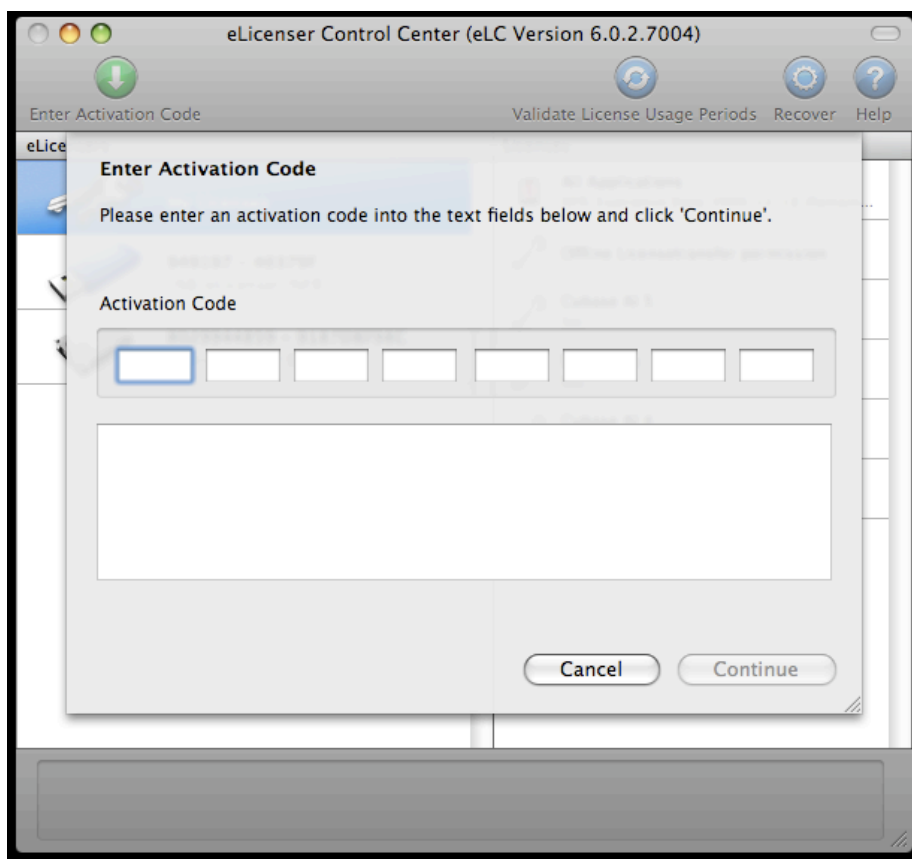 eLicenser Control Center (eLC Version 6.0.2.7004)
Enter Activation Code
Validate License Usage Periods
Recover
Help
eLice
Enter Activation Code
Please enter an activation code into the text fields below and click 'Continue'.
Activation Code
Cancel
Continue